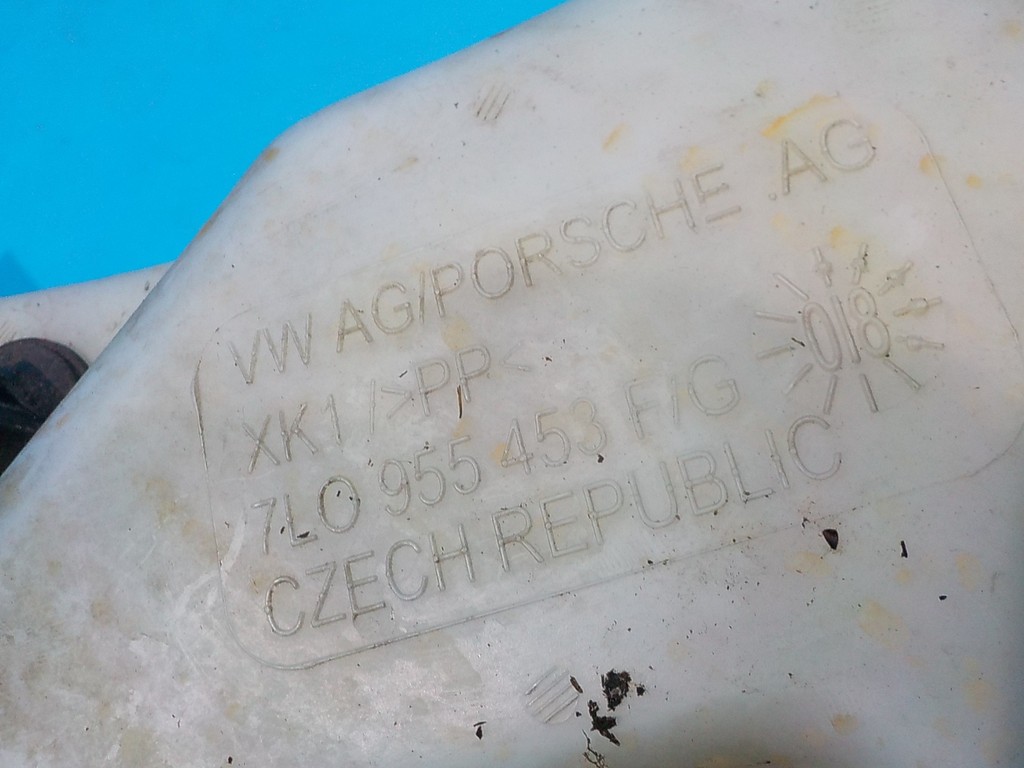 VW AG/PORSCHE .AG
XK1 />PP<
018
7L0 955 453 F/G
CZECH REPUBLIC